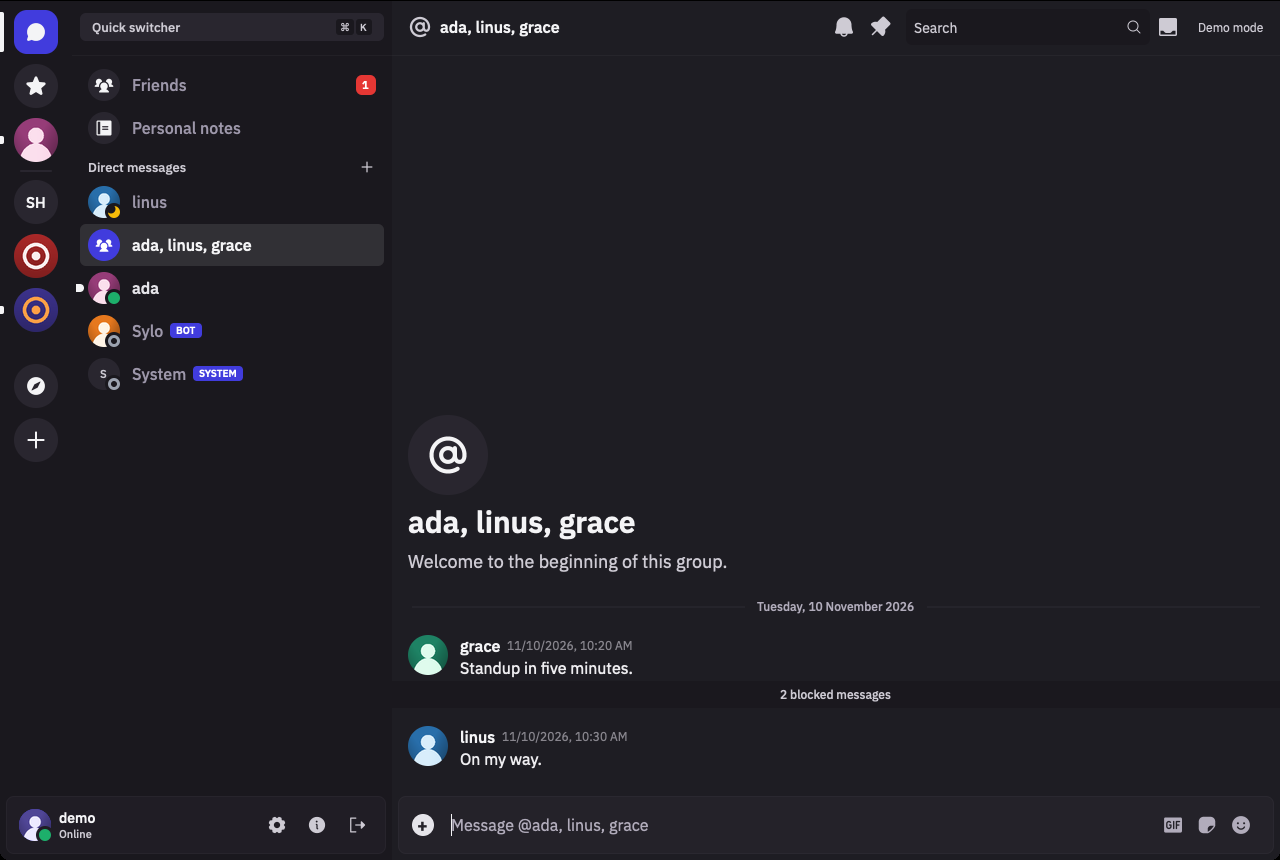 Quick switcher ⌘ K
ada, linus, grace
Search
Demo mode
Friends 1
Personal notes
SH
Direct messages
linus
ada, linus, grace
ada
Sylo BOT
S System SYSTEM
ada, linus, grace
Welcome to the beginning of this group.
Tuesday, 10 November 2026
grace 11/10/2026, 10:20 AM
Standup in five minutes.
2 blocked messages
linus 11/10/2026, 10:30 AM
On my way.
demo
Online
Message @ada, linus, grace
GIF